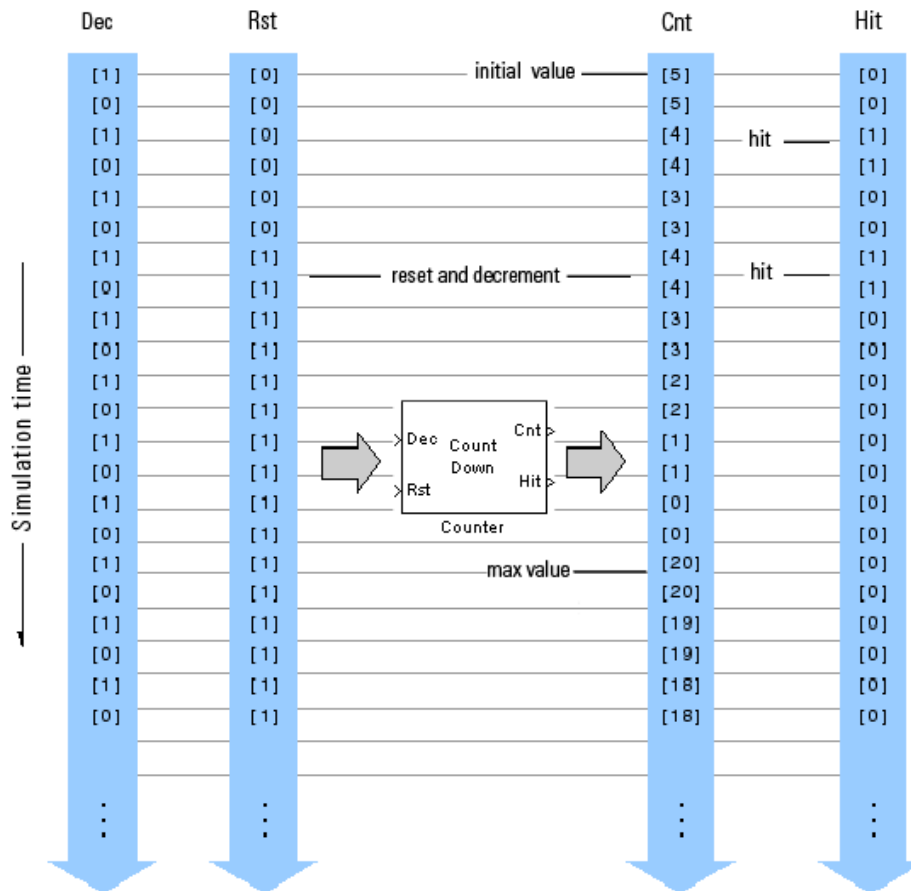 Dec Rst Cnt Hit
[1] [0] initial value [5] [0]
[0] [0] [5] [0]
[1] [0] [4] hit [1]
[0] [0] [4] [1]
[1] [0] [3] [0]
[0] [0] [3] [0]
[1] [1] [4] [1]
reset and decrement hit
[0] [1] [4] [1]
[1] [1] [3] [0]
[0] [1] [3] [0]
[1] [1] [2] [0]
[0] [1] [2] [0]
[1] [1] [1] [0]
[0] [1] [1] [0]
[1] [1] [0] [0]
[0] [1] [0] [0]
[1] [1] max value [20] [0]
[0] [1] [20] [0]
[1] [1] [19] [0]
[0] [1] [19] [0]
[1] [1] [18] [0]
[0] [1] [18] [0]
Simulation time
Dec Cnt
Count
Down
Rst Hit
Counter